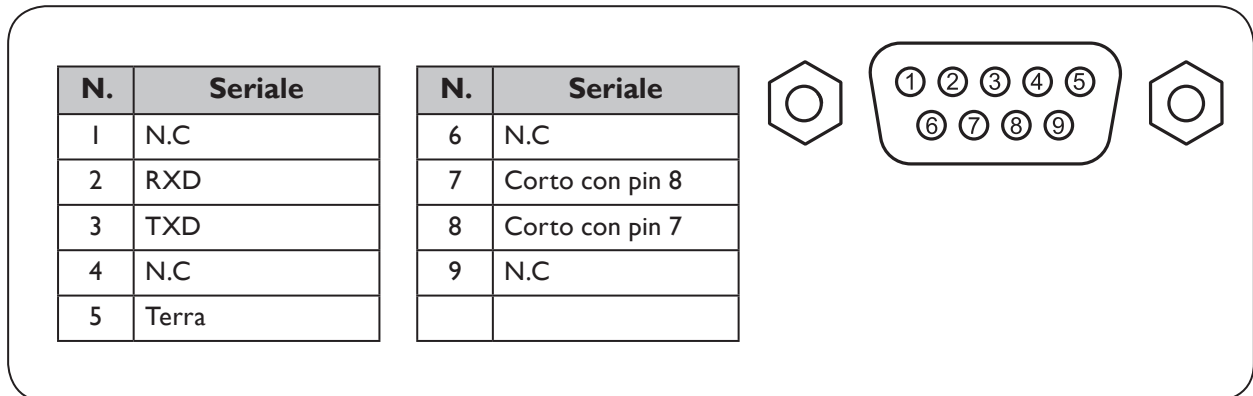 N. Seriale
1 N.C
2 RXD
3 TXD
4 N.C
5 Terra
N. Seriale
6 N.C
7 Corto con pin 8
8 Corto con pin 7
9 N.C
1 2 3 4 5
6 7 8 9